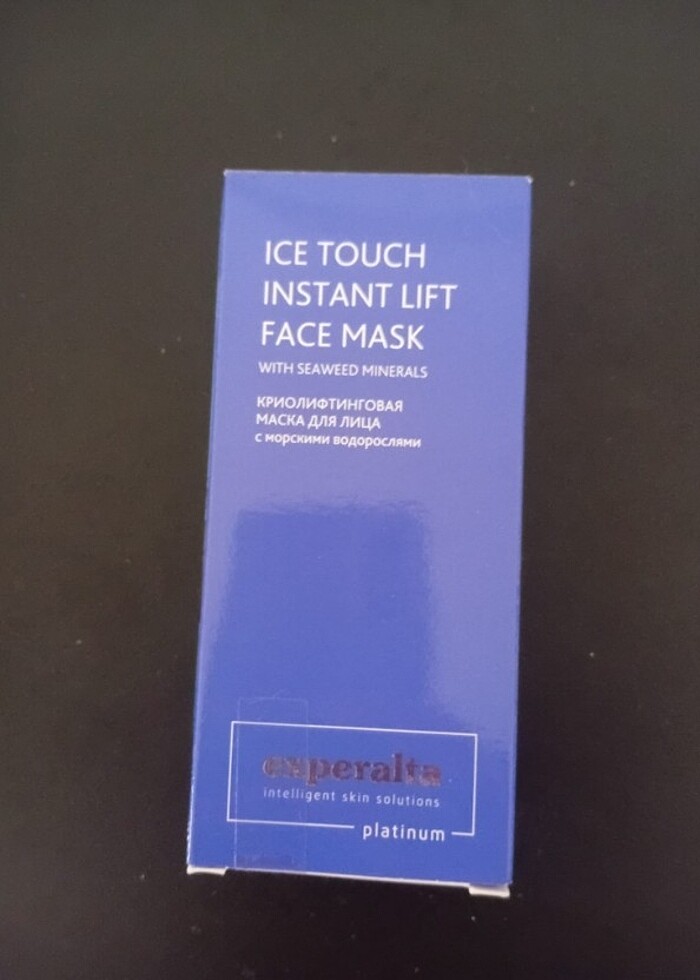 ICE TOUCH
INSTANT LIFT
FACE MASK
WITH SEAWEED MINERALS
КРИОЛИФТИНГОВАЯ
МАСКА ДЛЯ ЛИЦА
с морскими водорослями
experalta
intelligent skin solutions
platinum